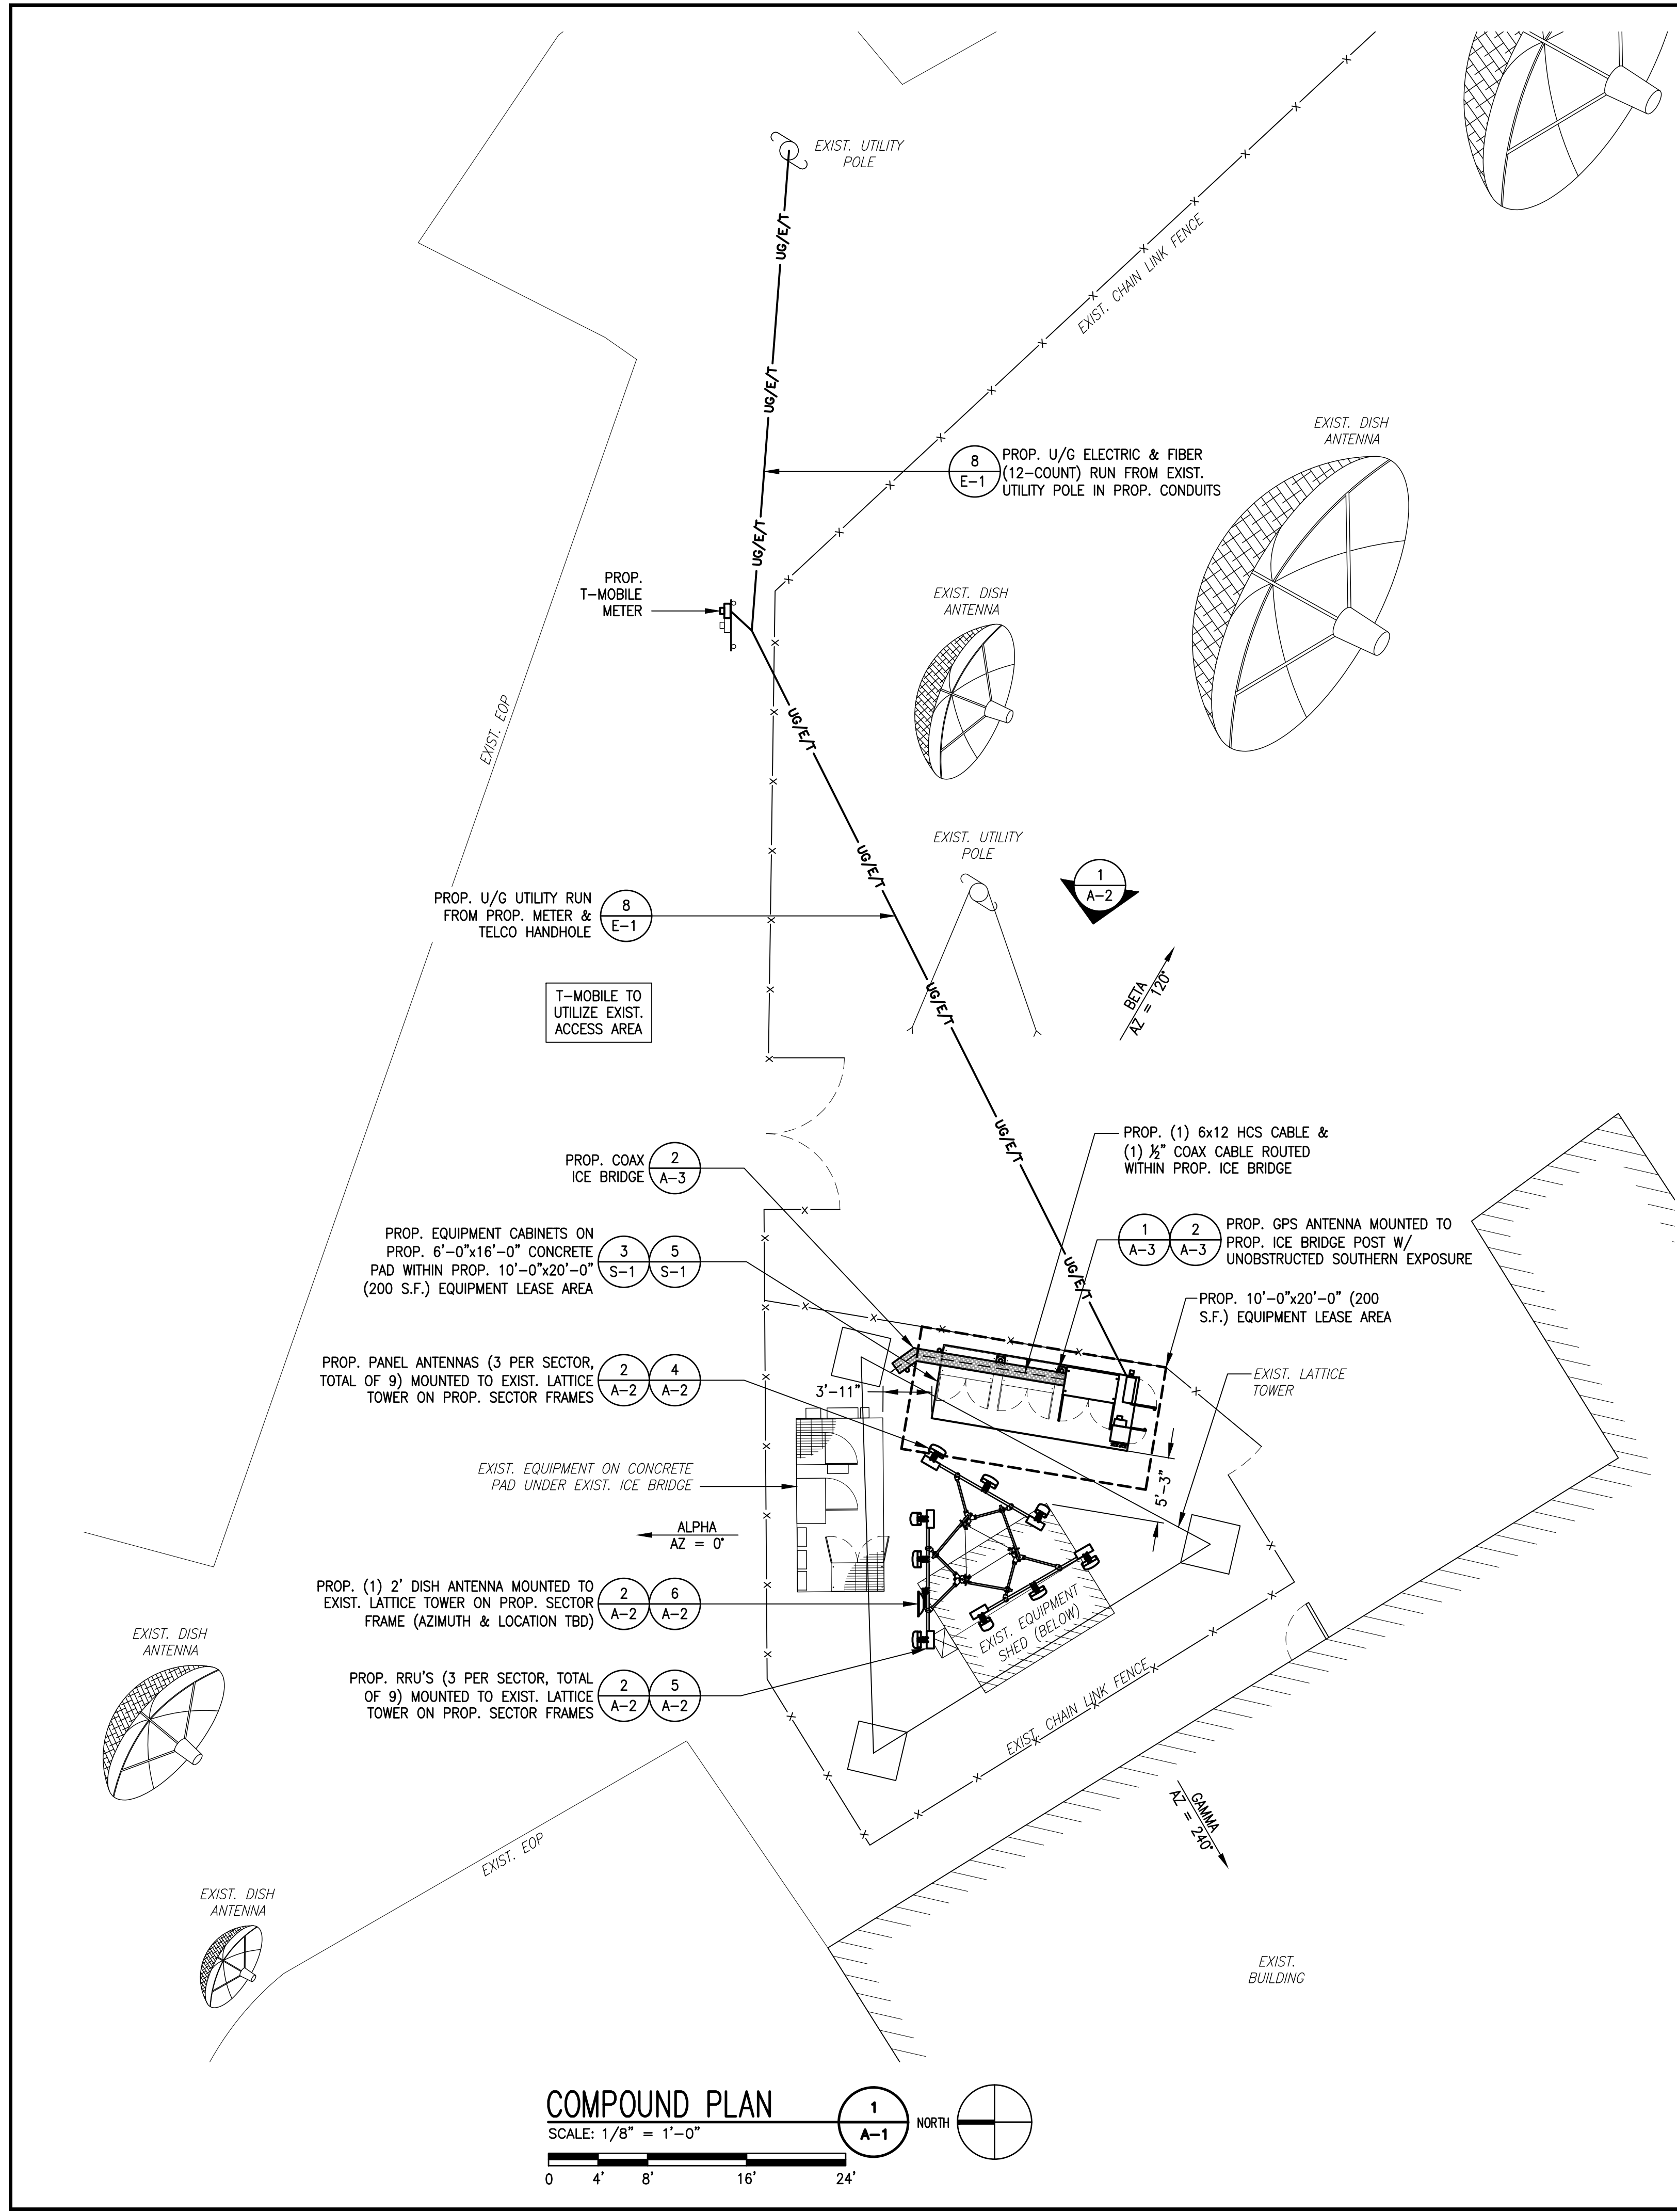 EXIST. UTILITY
POLE
UG/E/T
EXIST. CHAIN LINK FENCE
UG/E/T
EXIST. DISH
ANTENNA
8
E-1
PROP. U/G ELECTRIC & FIBER
(12-COUNT) RUN FROM EXIST.
UTILITY POLE IN PROP. CONDUITS
UG/E/T
PROP.
T-MOBILE
METER
EXIST. DISH
ANTENNA
EXIST. EOP
UG/E/T
EXIST. UTILITY
POLE
UG/E/T
1
A-2
PROP. U/G UTILITY RUN
FROM PROP. METER &
TELCO HANDHOLE
8
E-1
T-MOBILE TO
UTILIZE EXIST.
ACCESS AREA
UG/E/T
BETA
AZ = 120°
UG/E/T
PROP. (1) 6x12 HCS CABLE &
(1) ½" COAX CABLE ROUTED
WITHIN PROP. ICE BRIDGE
PROP. COAX
ICE BRIDGE
2
A-3
1
A-3
2
A-3
PROP. GPS ANTENNA MOUNTED TO
PROP. ICE BRIDGE POST W/
UNOBSTRUCTED SOUTHERN EXPOSURE
PROP. EQUIPMENT CABINETS ON
PROP. 6'-0"x16'-0" CONCRETE
PAD WITHIN PROP. 10'-0"x20'-0"
(200 S.F.) EQUIPMENT LEASE AREA
3
S-1
5
S-1
UG/E/T
PROP. 10'-0"x20'-0" (200
S.F.) EQUIPMENT LEASE AREA
PROP. PANEL ANTENNAS (3 PER SECTOR,
TOTAL OF 9) MOUNTED TO EXIST. LATTICE
TOWER ON PROP. SECTOR FRAMES
2
A-2
4
A-2
3'-11"
EXIST. LATTICE
TOWER
EXIST. EQUIPMENT ON CONCRETE
PAD UNDER EXIST. ICE BRIDGE
5'-3"
ALPHA
AZ = 0°
PROP. (1) 2' DISH ANTENNA MOUNTED TO
EXIST. LATTICE TOWER ON PROP. SECTOR
FRAME (AZIMUTH & LOCATION TBD)
2
A-2
6
A-2
EXIST. EQUIPMENT
SHED (BELOW)
EXIST. DISH
ANTENNA
PROP. RRU'S (3 PER SECTOR, TOTAL
OF 9) MOUNTED TO EXIST. LATTICE
TOWER ON PROP. SECTOR FRAMES
2
A-2
5
A-2
EXIST. CHAIN LINK FENCE
GAMMA
AZ = 240°
EXIST. EOP
EXIST. DISH
ANTENNA
EXIST.
BUILDING
COMPOUND PLAN
SCALE: 1/8" = 1'-0"
1
A-1
NORTH
0 4' 8' 16' 24'